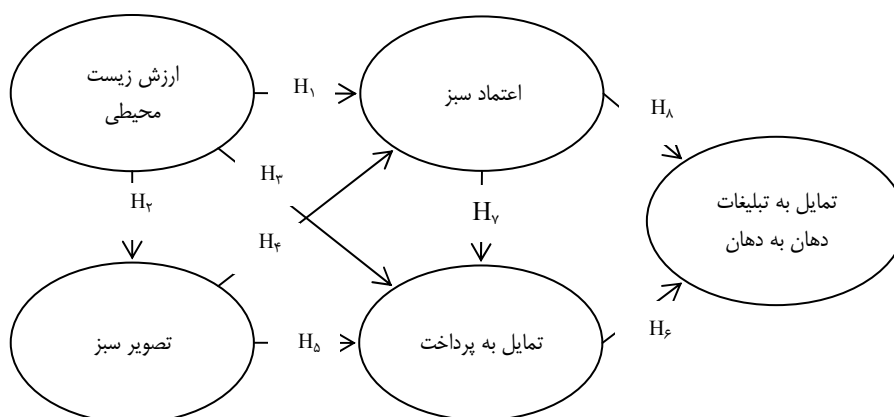 ارزش زیست
محیطی
H۱
اعتماد سبز
H۸
H۲
H۳
H۷
تمایل به تبلیغات
دهان به دهان
H۴
تصویر سبز
H۵
تمایل به پرداخت
H۶